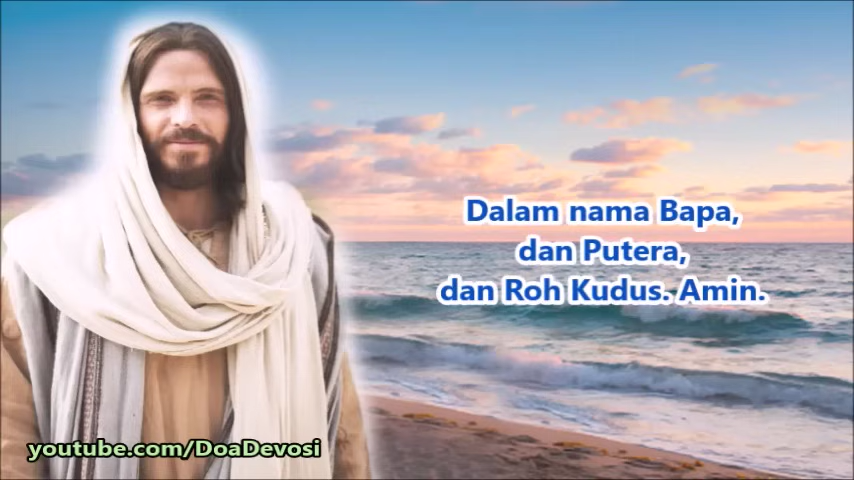 Dalam nama Bapa,
dan Putera,
dan Roh Kudus. Amin.
youtube.com/DoaDevosi